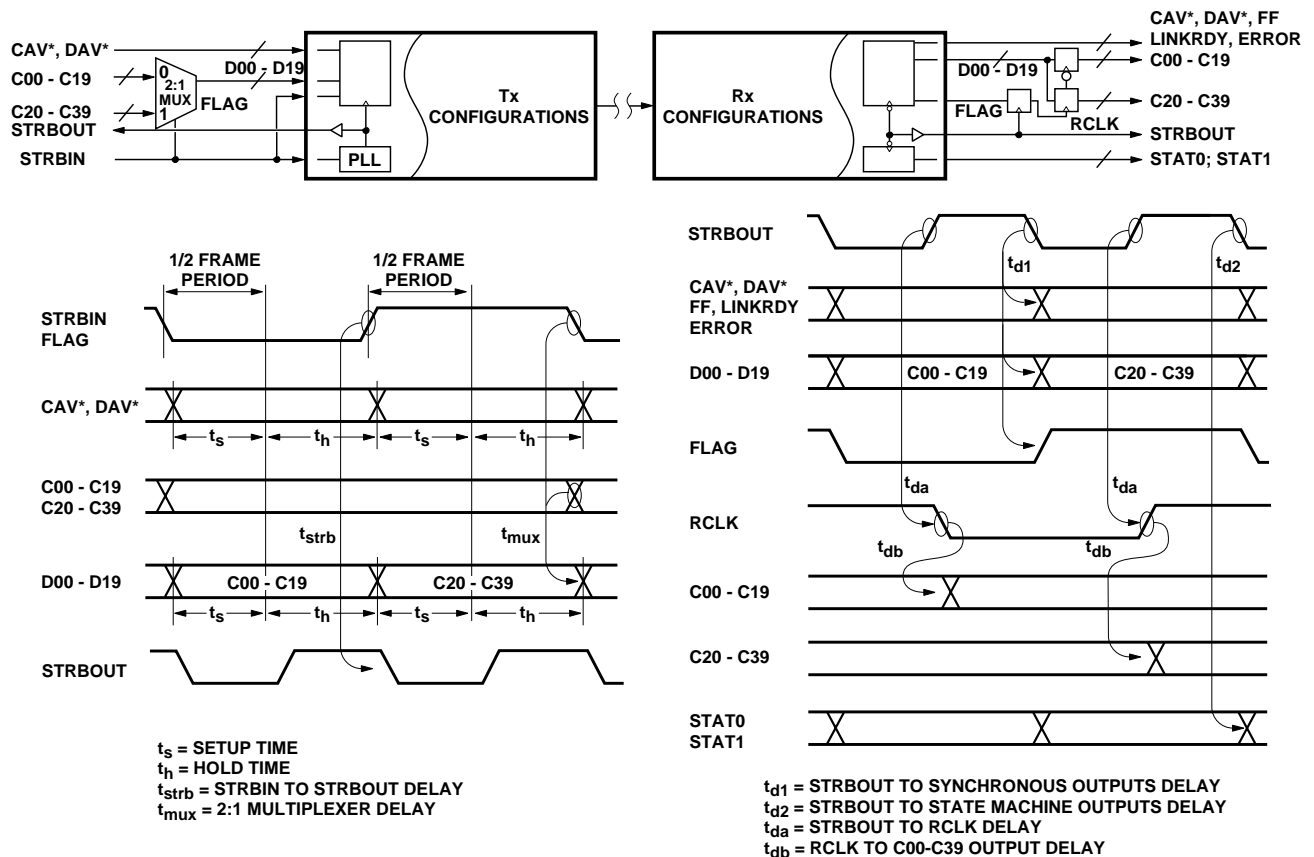 CAV*, DAV*
C00 - C19
C20 - C39
STRBOUT
STRBIN
0
2:1
MUX
1
D00 - D19
FLAG
PLL
Tx
CONFIGURATIONS
Rx
CONFIGURATIONS
D00 - D19
FLAG
RCLK
CAV*, DAV*, FF
LINKRDY, ERROR
C00 - C19
C20 - C39
STRBOUT
STAT0; STAT1
1/2 FRAME
PERIOD
1/2 FRAME
PERIOD
STRBIN
FLAG
CAV*, DAV*
ts
th
ts
th
C00 - C19
C20 - C39
tstrb
tmux
D00 - D19
C00 - C19
C20 - C39
ts
th
ts
th
STRBOUT
ts = SETUP TIME
th = HOLD TIME
tstrb = STRBIN TO STRBOUT DELAY
tmux = 2:1 MULTIPLEXER DELAY
STRBOUT
td1
td2
CAV*, DAV*
FF, LINKRDY
ERROR
D00 - D19
C00 - C19
C20 - C39
FLAG
tda
tda
RCLK
tdb
tdb
C00 - C19
C20 - C39
STAT0
STAT1
td1 = STRBOUT TO SYNCHRONOUS OUTPUTS DELAY
td2 = STRBOUT TO STATE MACHINE OUTPUTS DELAY
tda = STRBOUT TO RCLK DELAY
tdb = RCLK TO C00-C39 OUTPUT DELAY